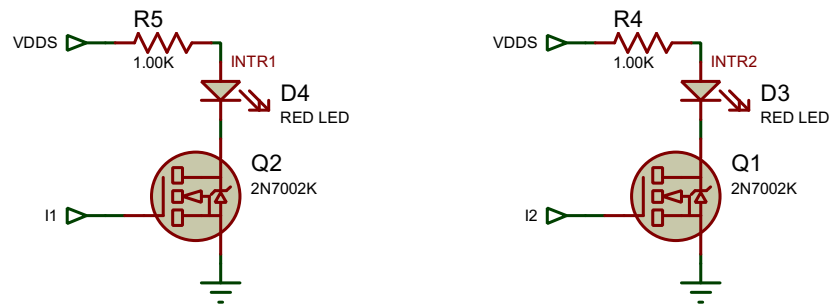 R5
VDDS
1.00K
INTR1
D4
RED LED
Q2
2N7002K
I1
R4
VDDS
1.00K
INTR2
D3
RED LED
Q1
2N7002K
I2